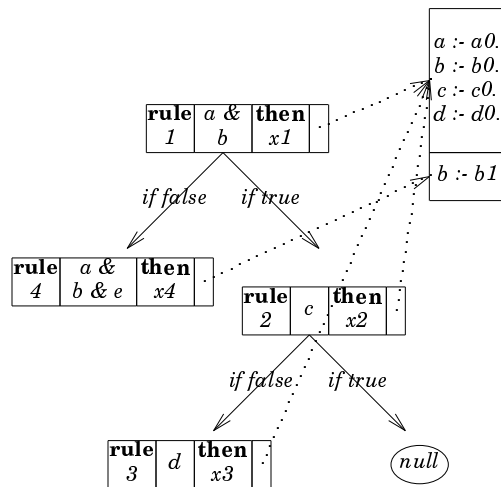 a :- a0.
b :- b0.
c :- c0.
d :- d0.
rule a & then
1 b x1
b :- b1
if false if true
rule a & then
4 b & e x4
rule c then
2 x2
if false if true
rule d then
3 x3
null